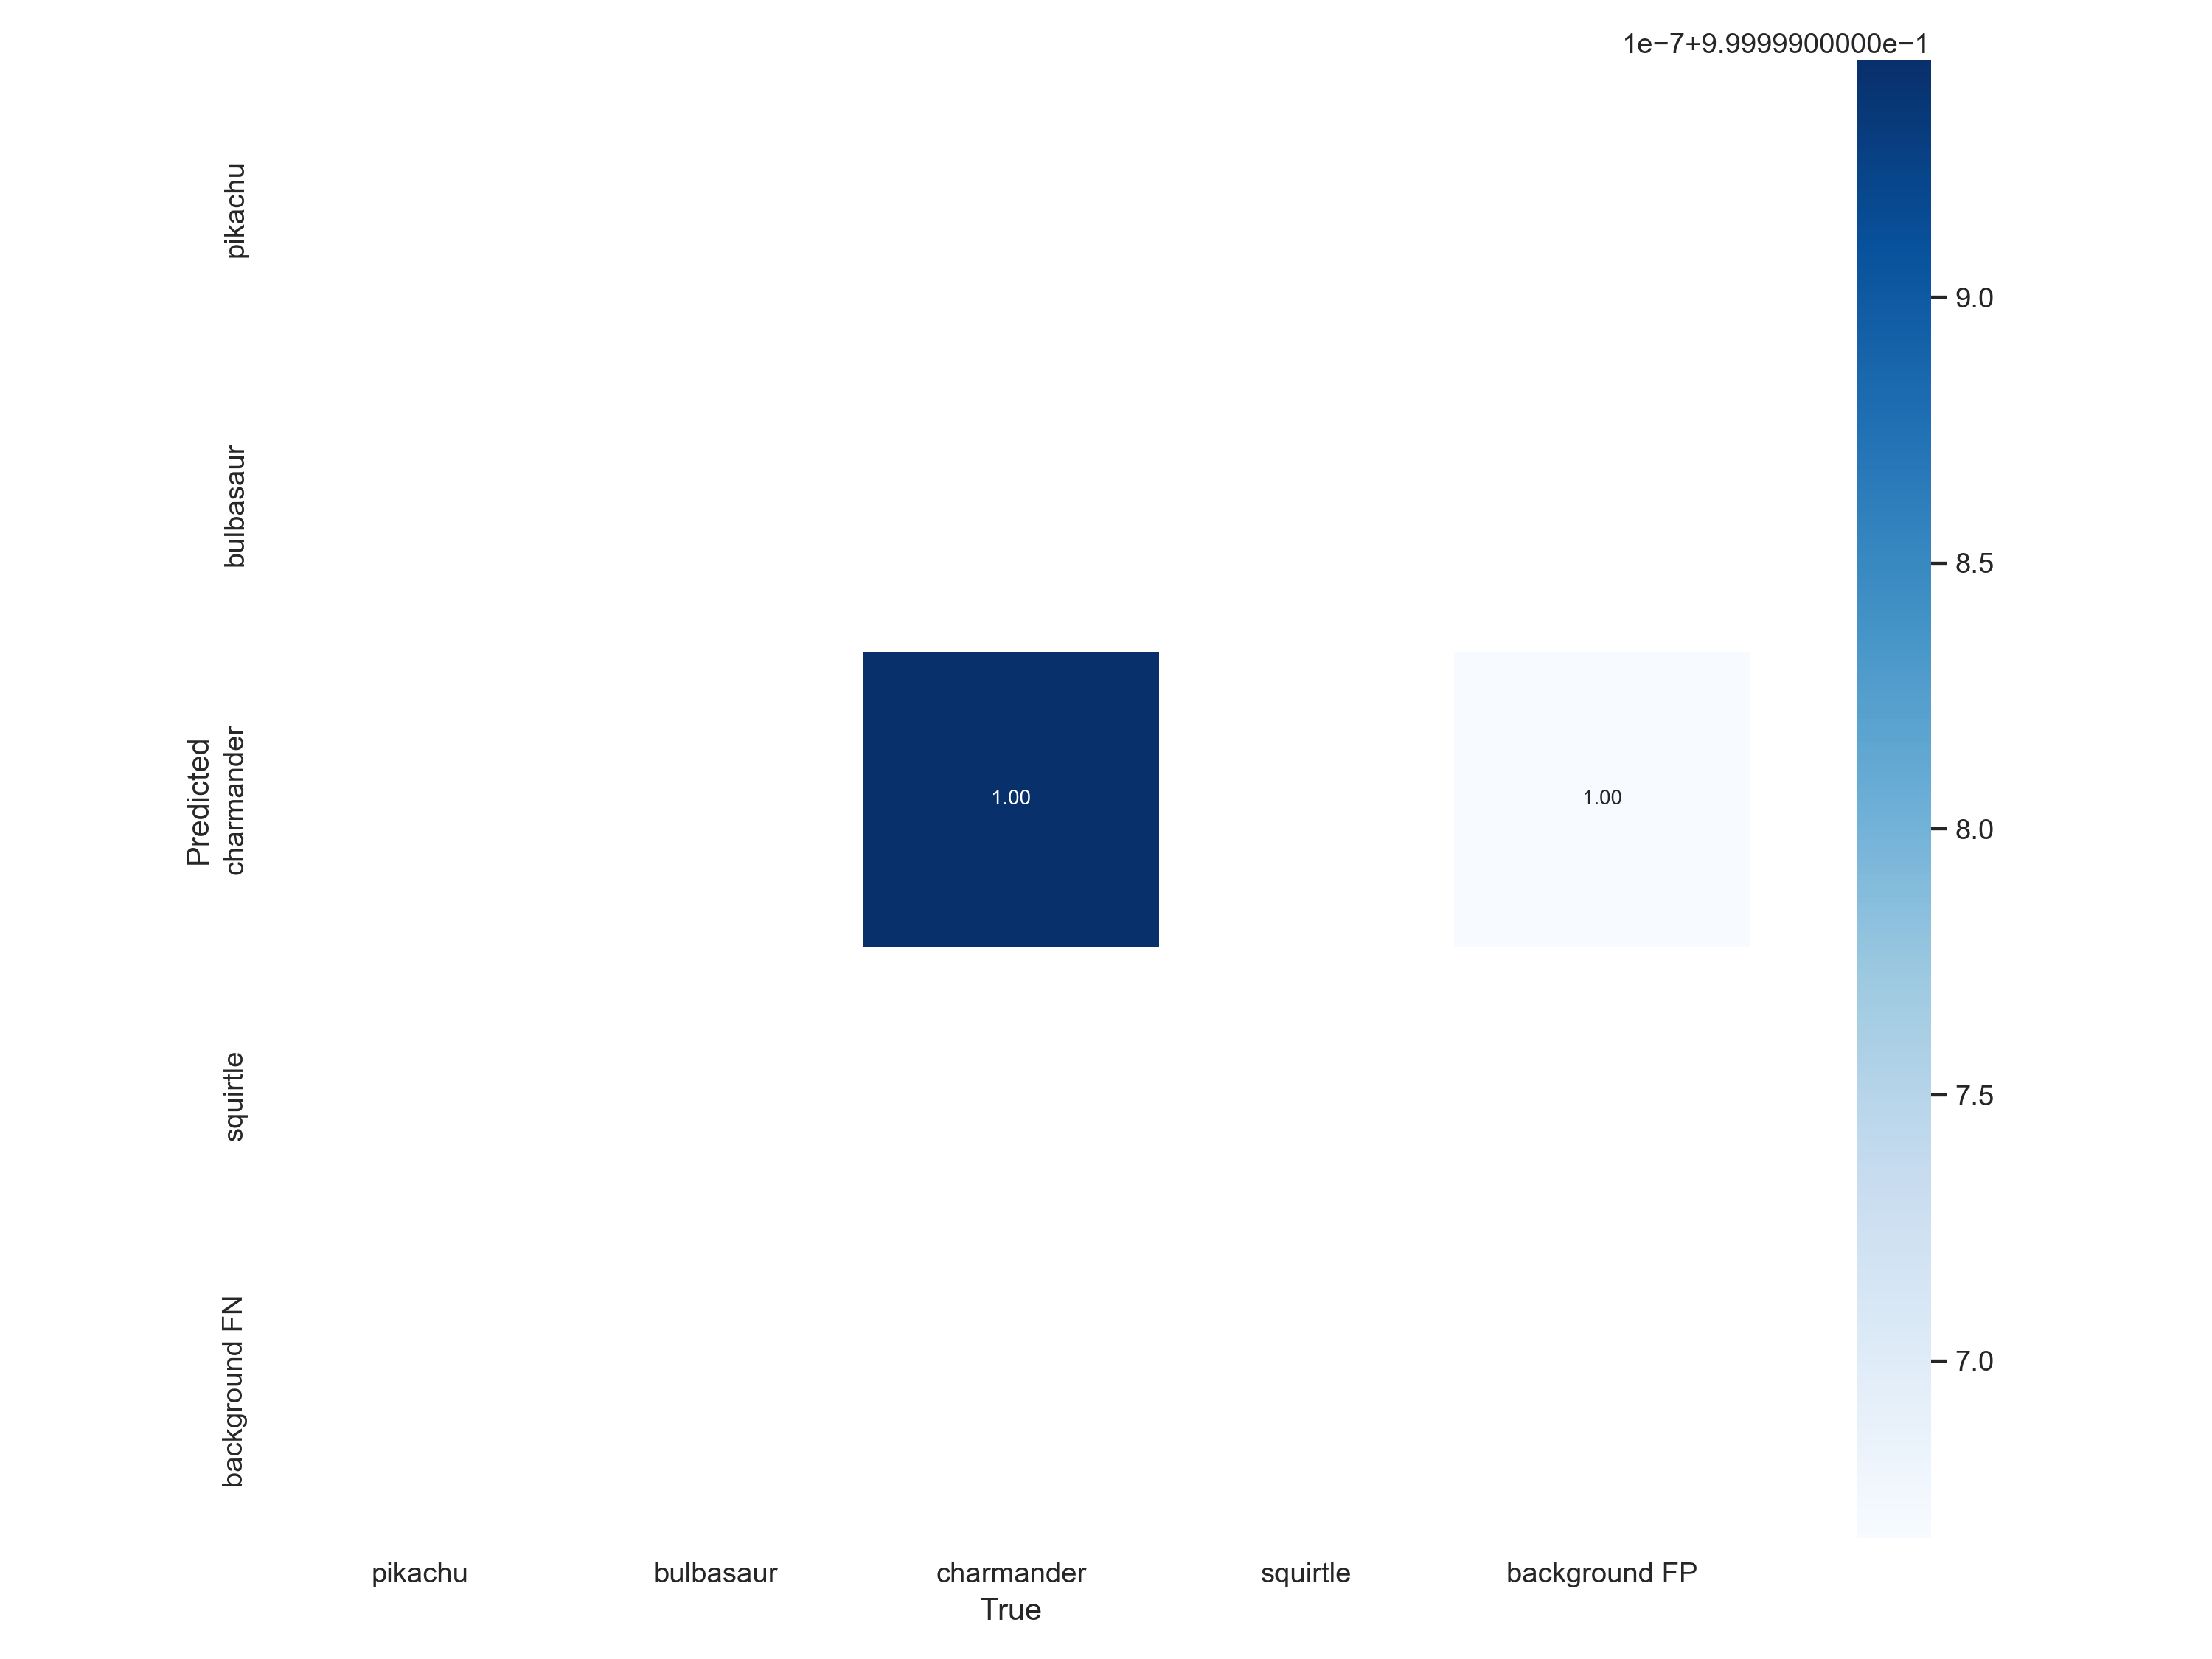 1e−7+9.9999900000e−1
pikachu
bulbasaur
charmander
squirtle
background FN
Predicted
1.00
1.00
9.0
8.5
8.0
7.5
7.0
pikachu
bulbasaur
charmander
squirtle
background FP
True